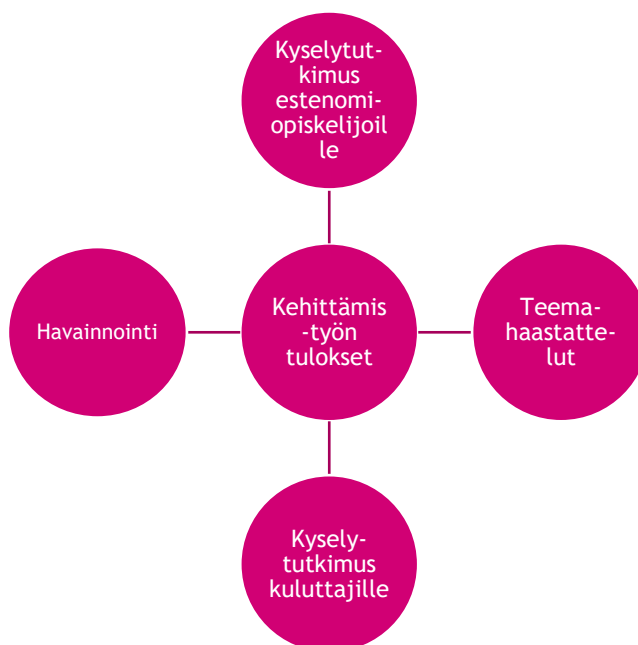 Kyselytut-
kimus
estenomi-
opiskelijoil
le
Havainnointi
Kehittämis
-työn
tulokset
Teema-
haastatte-
lut
Kysely-
tutkimus
kuluttajille